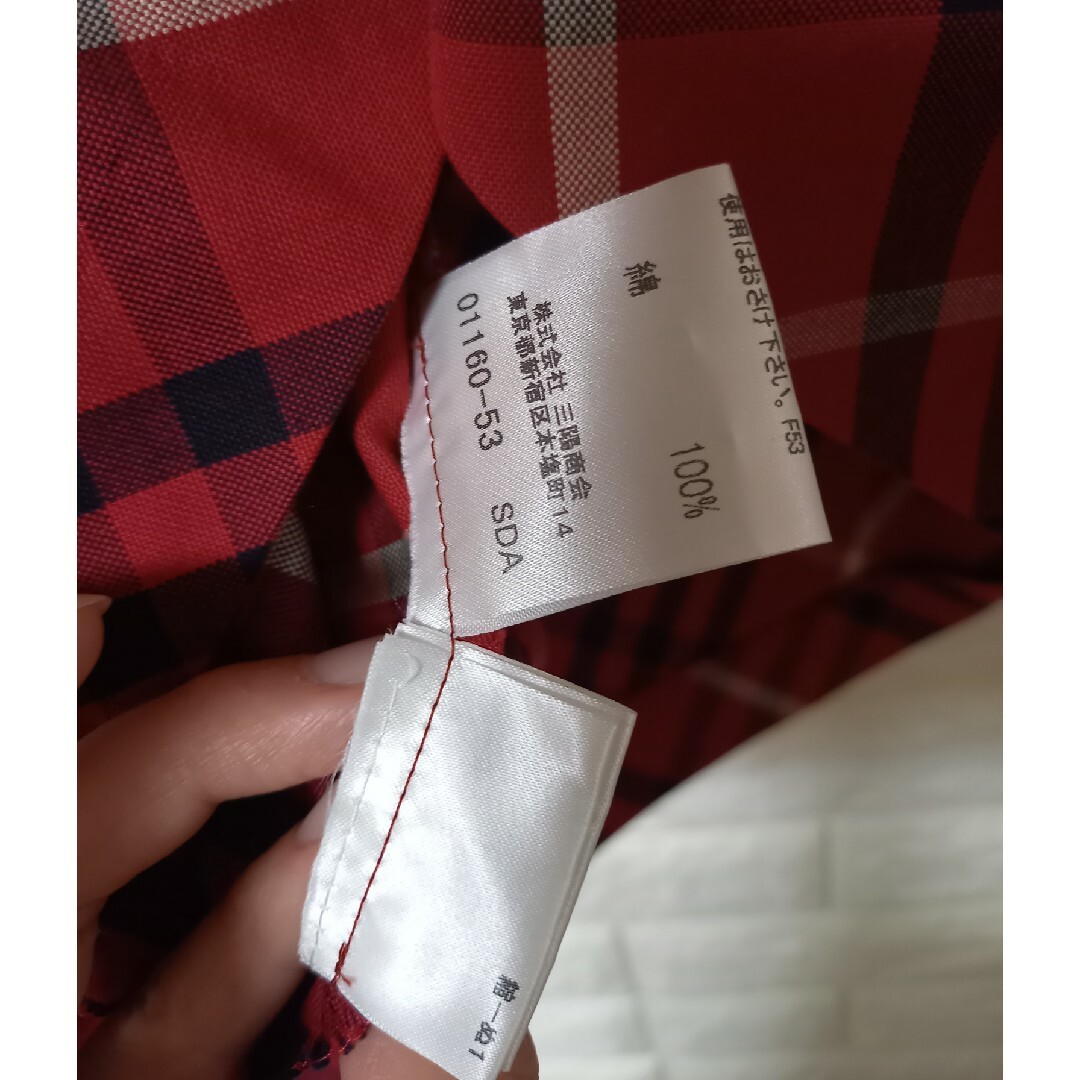 使用はおさけ下さい。F53
綿 100%
株式会社 三陽商会
東京都新宿区本塩町14
01160-53 SDA